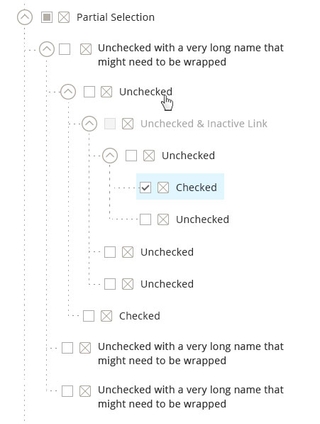 Partial Selection
Unchecked with a very long name that
might need to be wrapped
Unchecked
Unchecked & Inactive Link
Unchecked
Checked
Unchecked
Unchecked
Unchecked
Checked
Unchecked with a very long name that
might need to be wrapped
Unchecked with a very long name that
might need to be wrapped